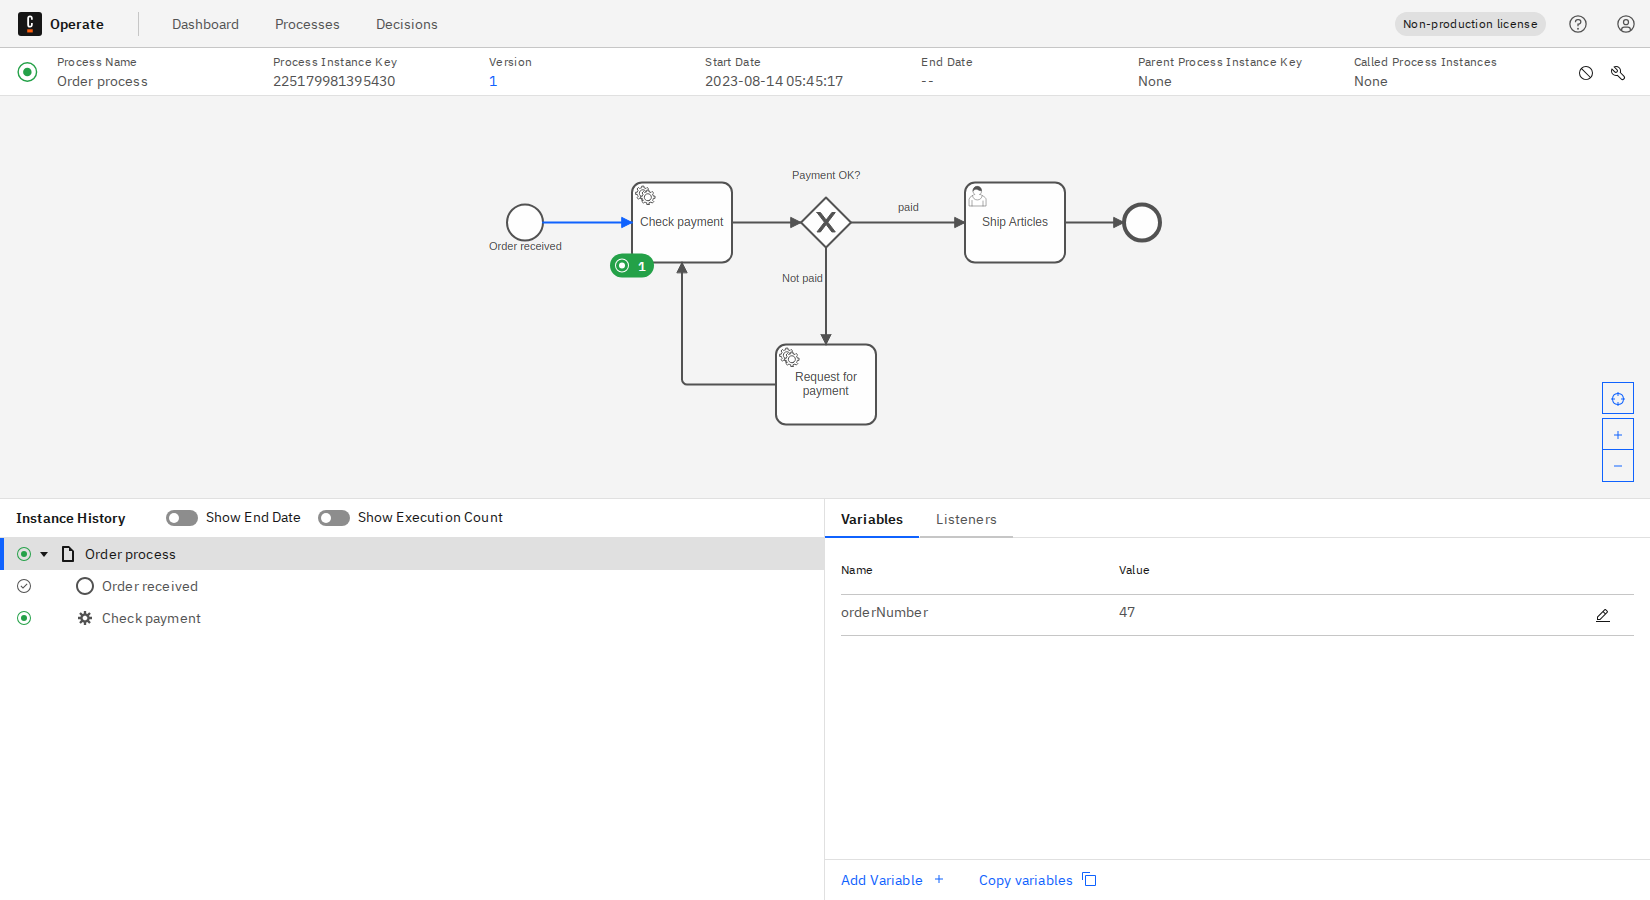 Operate
Dashboard
Processes
Decisions
Non-production license
Process Name
Order process
Process Instance Key
225179981395430
Version
1
Start Date
2023-08-14 05:45:17
End Date
--
Parent Process Instance Key
None
Called Process Instances
None
Order received
Check payment
1
Payment OK?
paid
Not paid
Ship Articles
Request for
payment
Instance History
Show End Date
Show Execution Count
Order process
Order received
Check payment
Variables
Listeners
Name
Value
orderNumber
47
Add Variable +
Copy variables